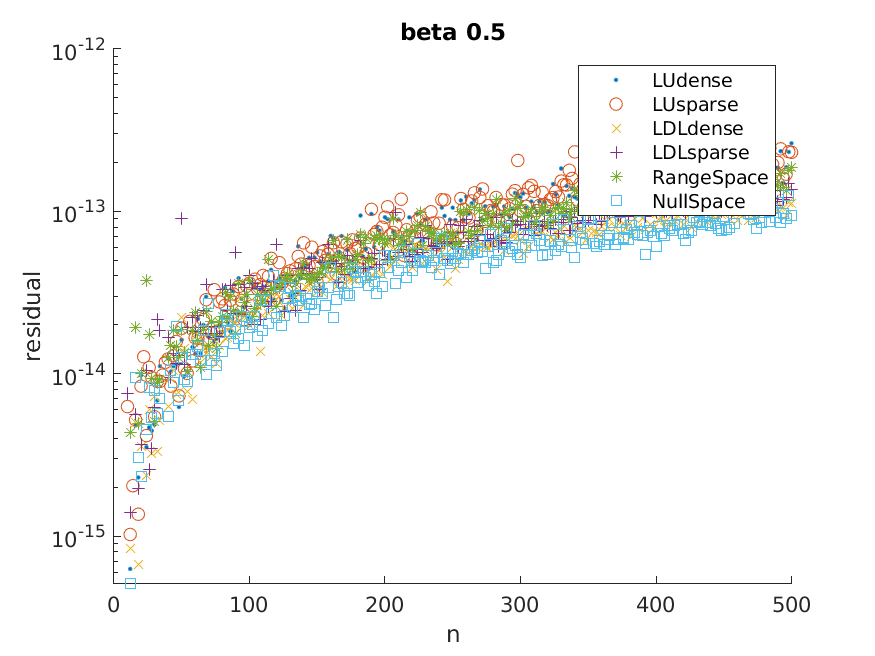 beta 0.5
10^-12
10^-13
10^-14
10^-15
residual
LUdense
LUsparse
LDLdense
LDLsparse
RangeSpace
NullSpace
0 100 200 300 400 500
n